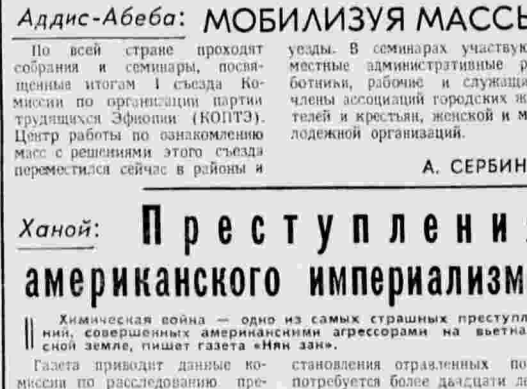 Аддис-Абеба: МОБИЛИЗУЯ МАССЫ
По всей стране проходят
собрания и семинары, посвя-
щенные итогам I съезда Ко-
миссии по организации партии
трудящихся Эфиопии (КОПТЭ).
Центр работы по ознакомлению
масс с решениями этого съезда
переместился сейчас в районы и
уезды. В семинарах участвую
местные административные р
ботники, рабочие и служащи
члены ассоциаций городских ж
телей и крестьян, женской и м
лодежной организаций.
А. СЕРБИН
Ханой: Преступлени
американского империализм
Химическая война — одно из самых страшных преступл
ний, совершенных американскими агрессорами на вьетна
ской земле, пишет газета «Нян зан».
Газета приводит данные ко-
миссии по расследованию пре-
становления отравленных по
потребуется более двадцати